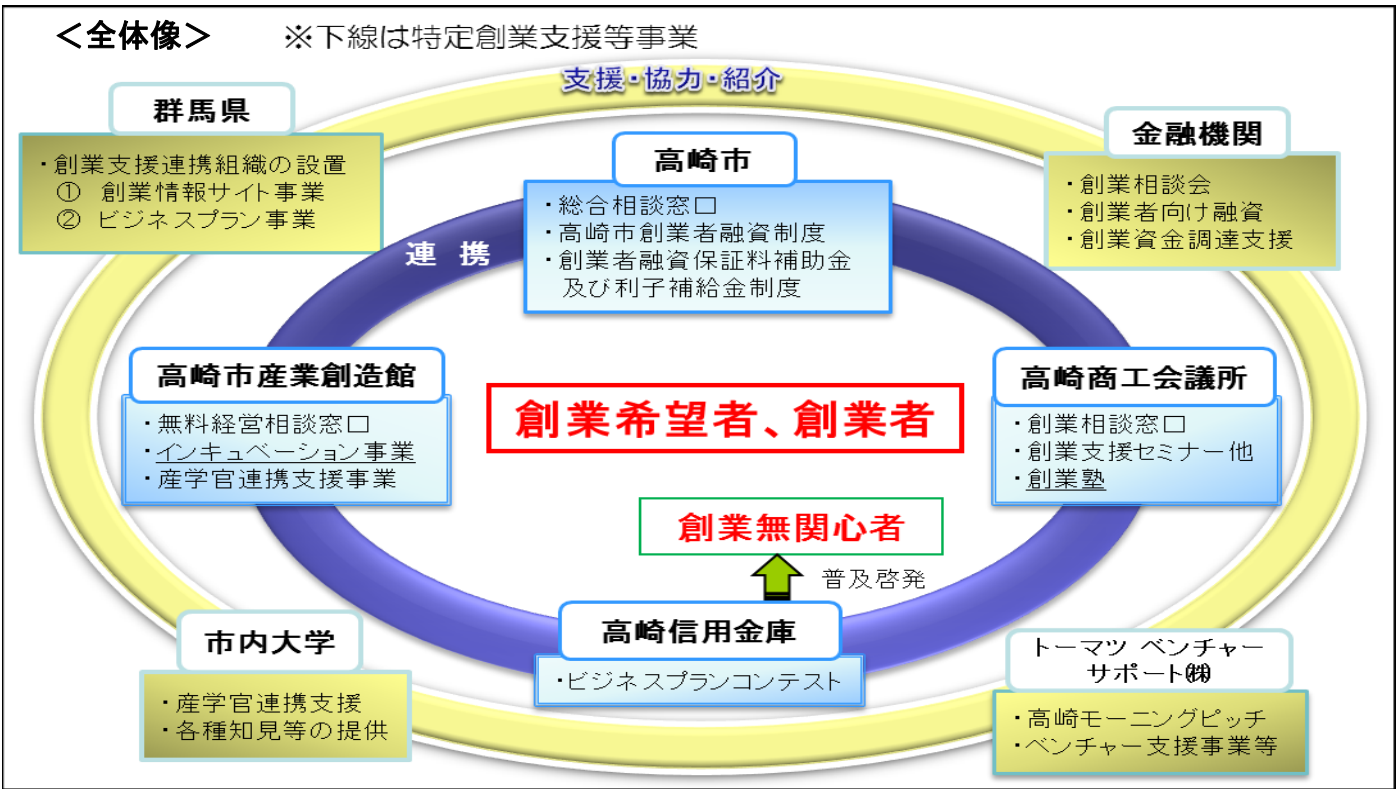 ＜全体像＞　※下線は特定創業支援等事業
支援・協力・紹介
群馬県
・創業支援連携組織の設置
①　創業情報サイト事業
②　ビジネスプラン事業
高崎市
・総合相談窓口
・高崎市創業者融資制度
・創業者融資保証料補助金
及び利子補給金制度
金融機関
・創業相談会
・創業者向け融資
・創業資金調達支援
連　携
高崎市産業創造館
・無料経営相談窓口
・インキュベーション事業
・産学官連携支援事業
創業希望者、創業者
高崎商工会議所
・創業相談窓口
・創業支援セミナー他
・創業塾
創業無関心者
普及啓発
高崎信用金庫
・ビジネスプランコンテスト
市内大学
・産学官連携支援
・各種知見等の提供
トーマツ ベンチャー
サポート㈱
・高崎モーニングピッチ
・ベンチャー支援事業等